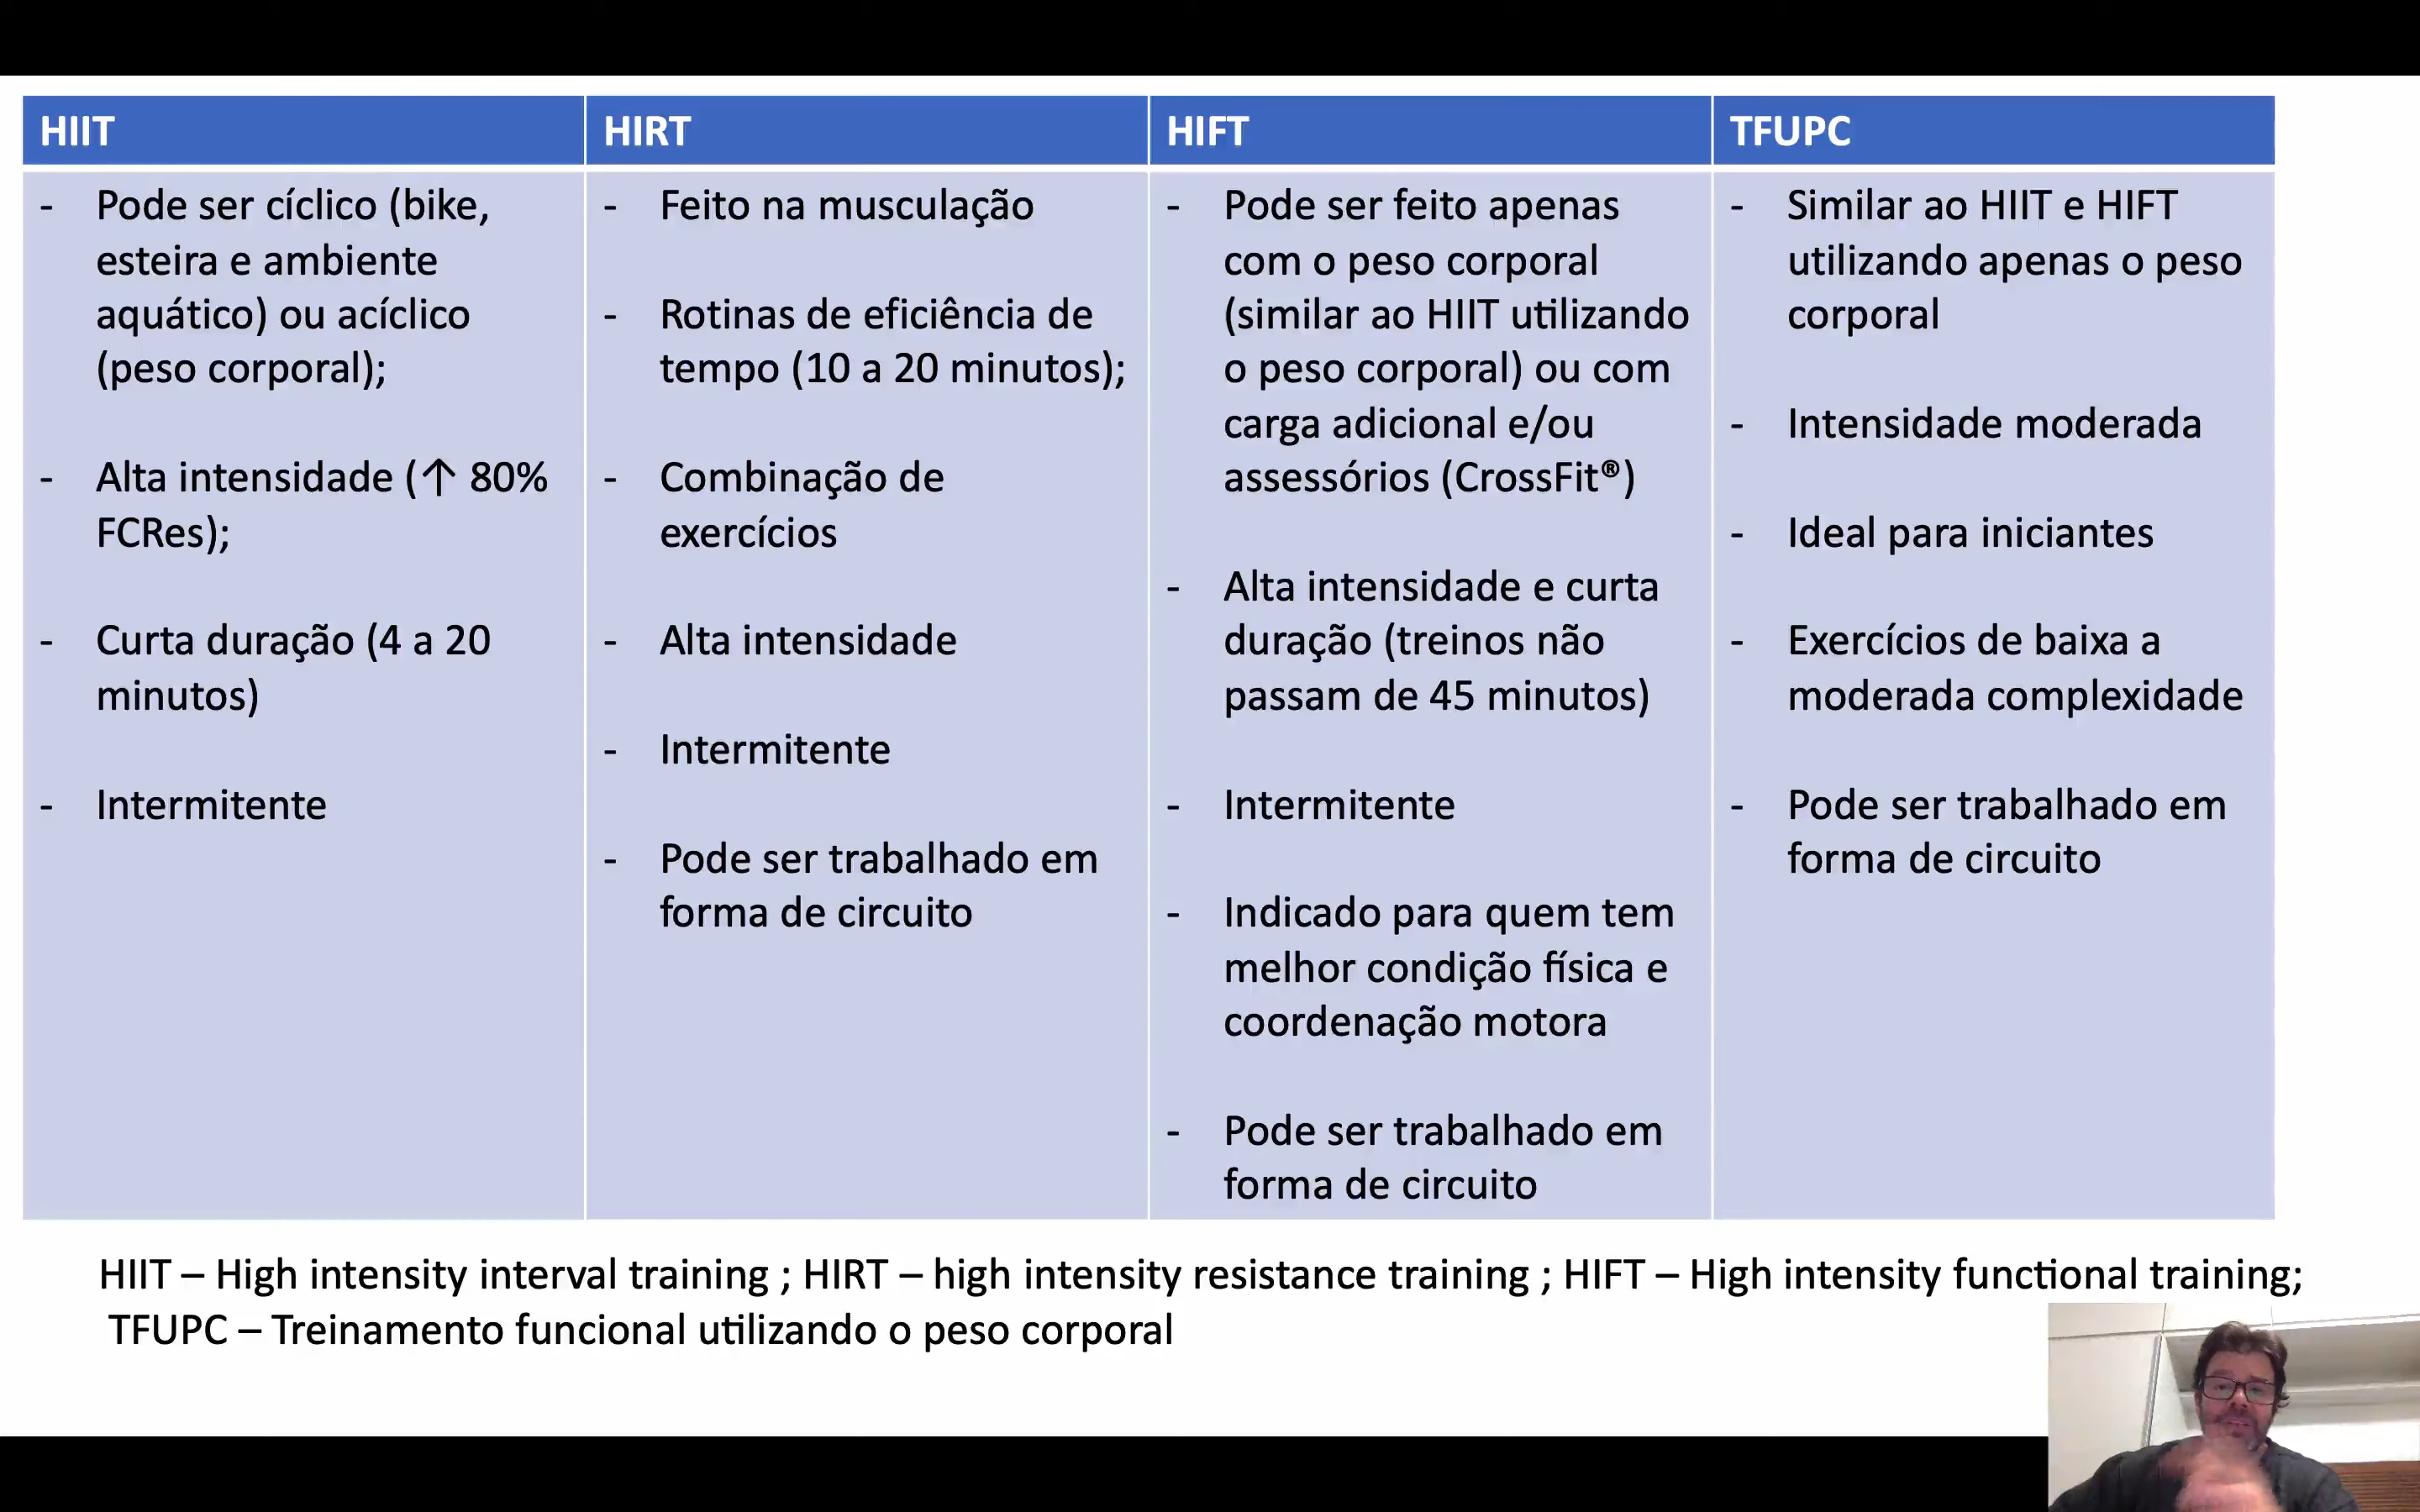 HIIT
- Pode ser cíclico (bike,
esteira e ambiente
aquático) ou acíclico
(peso corporal);
- Alta intensidade (↑ 80%
FCRes);
- Curta duração (4 a 20
minutos)
- Intermitente
HIRT
- Feito na musculação
- Rotinas de eficiência de
tempo (10 a 20 minutos);
- Combinação de
exercícios
- Alta intensidade
- Intermitente
- Pode ser trabalhado em
forma de circuito
HIFT
- Pode ser feito apenas
com o peso corporal
(similar ao HIIT utilizando
o peso corporal) ou com
carga adicional e/ou
assessórios (CrossFit®)
- Alta intensidade e curta
duração (treinos não
passam de 45 minutos)
- Intermitente
- Indicado para quem tem
melhor condição física e
coordenação motora
- Pode ser trabalhado em
forma de circuito
TFUPC
- Similar ao HIIT e HIFT
utilizando apenas o peso
corporal
- Intensidade moderada
- Ideal para iniciantes
- Exercícios de baixa a
moderada complexidade
- Pode ser trabalhado em
forma de circuito
HIIT – High intensity interval training ; HIRT – high intensity resistance training ; HIFT – High intensity functional training;
TFUPC – Treinamento funcional utilizando o peso corporal